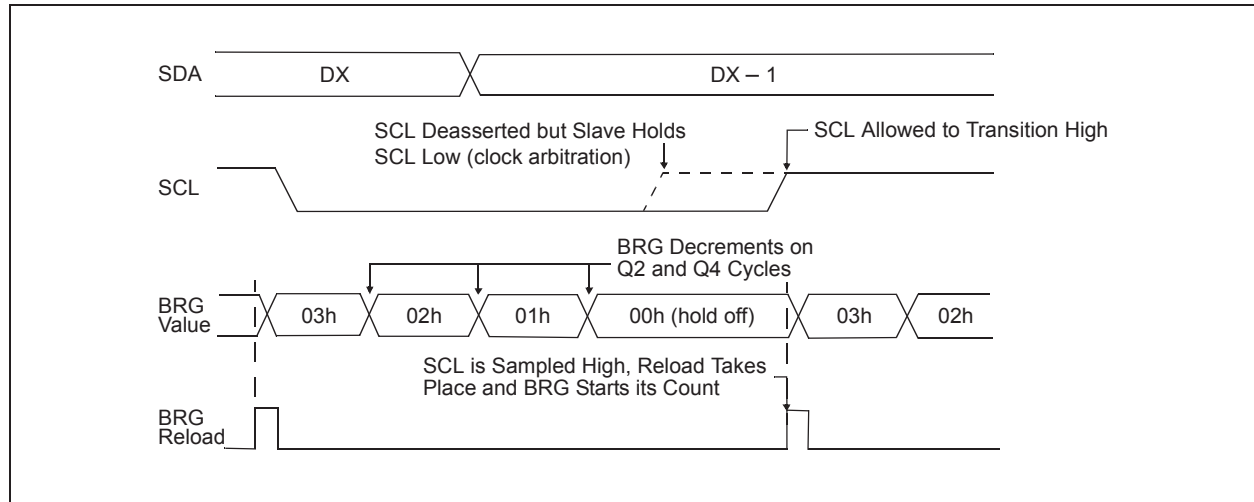 SDA
DX
DX – 1
SCL Deasserted but Slave Holds
SCL Low (clock arbitration)
SCL Allowed to Transition High
SCL
BRG Decrements on
Q2 and Q4 Cycles
BRG
Value
03h
02h
01h
00h (hold off)
03h
02h
SCL is Sampled High, Reload Takes
Place and BRG Starts its Count
BRG
Reload